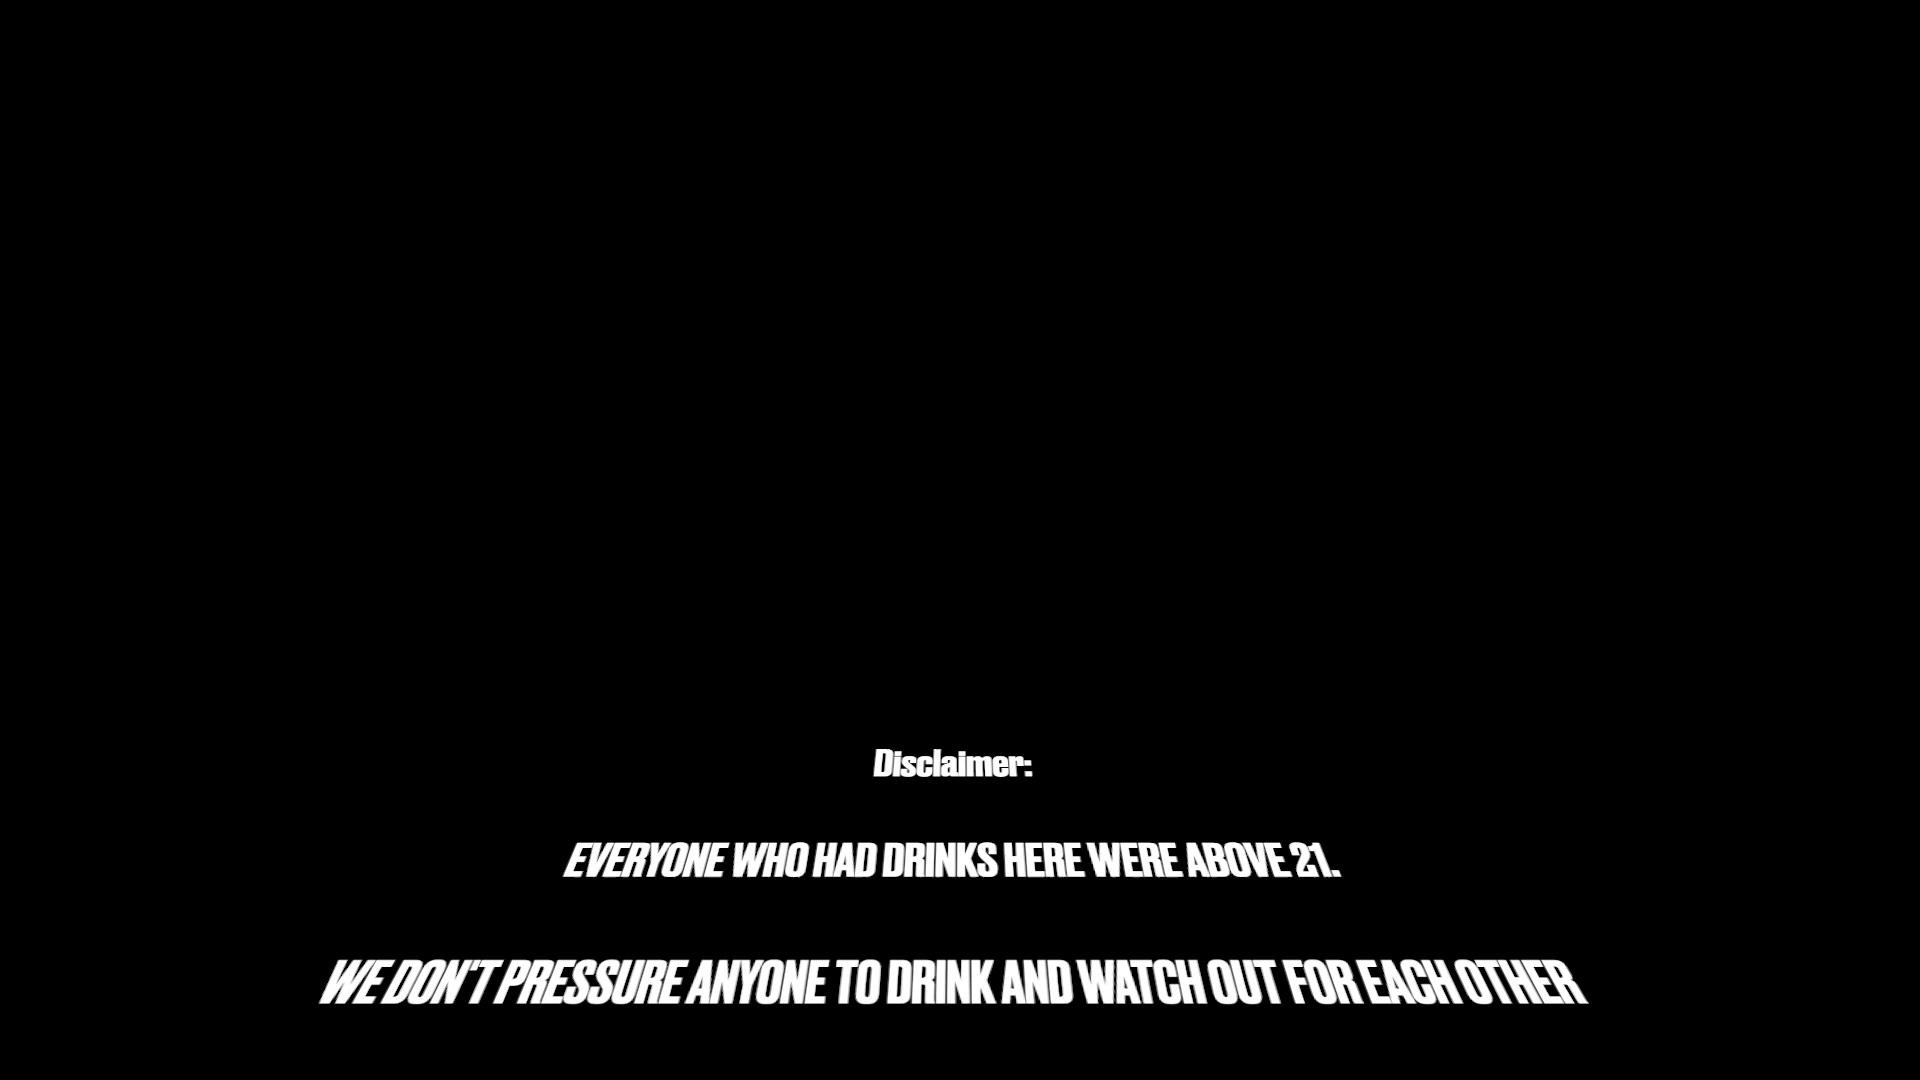 Disclaimer:
EVERYONE WHO HAD DRINKS HERE WERE ABOVE 21.
WE DON'T PRESSURE ANYONE TO DRINK AND WATCH OUT FOR EACH OTHER